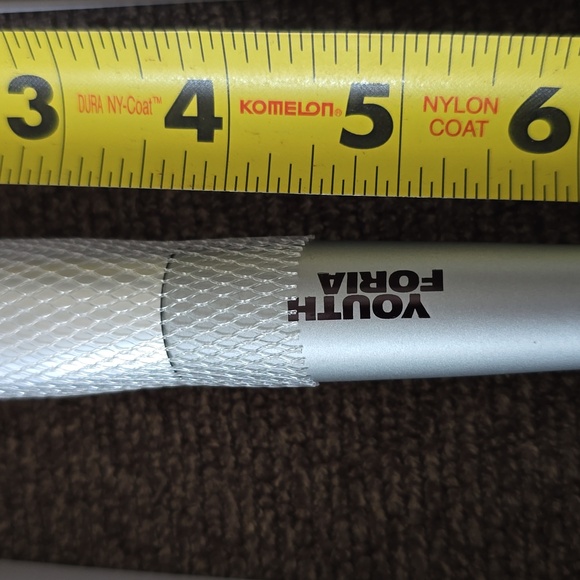 3 DURA NY-Coat™ 4 KOMELON® 5 NYLON COAT 6
YOUTH
FORIA